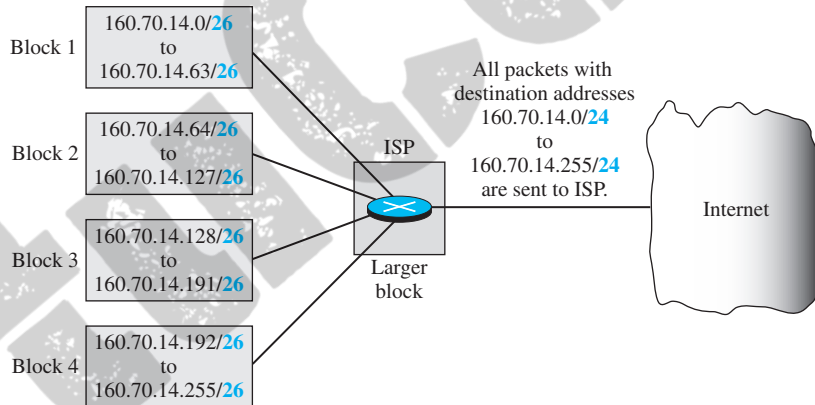 Block 1
160.70.14.0/26
to
160.70.14.63/26
Block 2
160.70.14.64/26
to
160.70.14.127/26
Block 3
160.70.14.128/26
to
160.70.14.191/26
Block 4
160.70.14.192/26
to
160.70.14.255/26
ISP
Larger
block
All packets with
destination addresses
160.70.14.0/24
to
160.70.14.255/24
are sent to ISP.
Internet